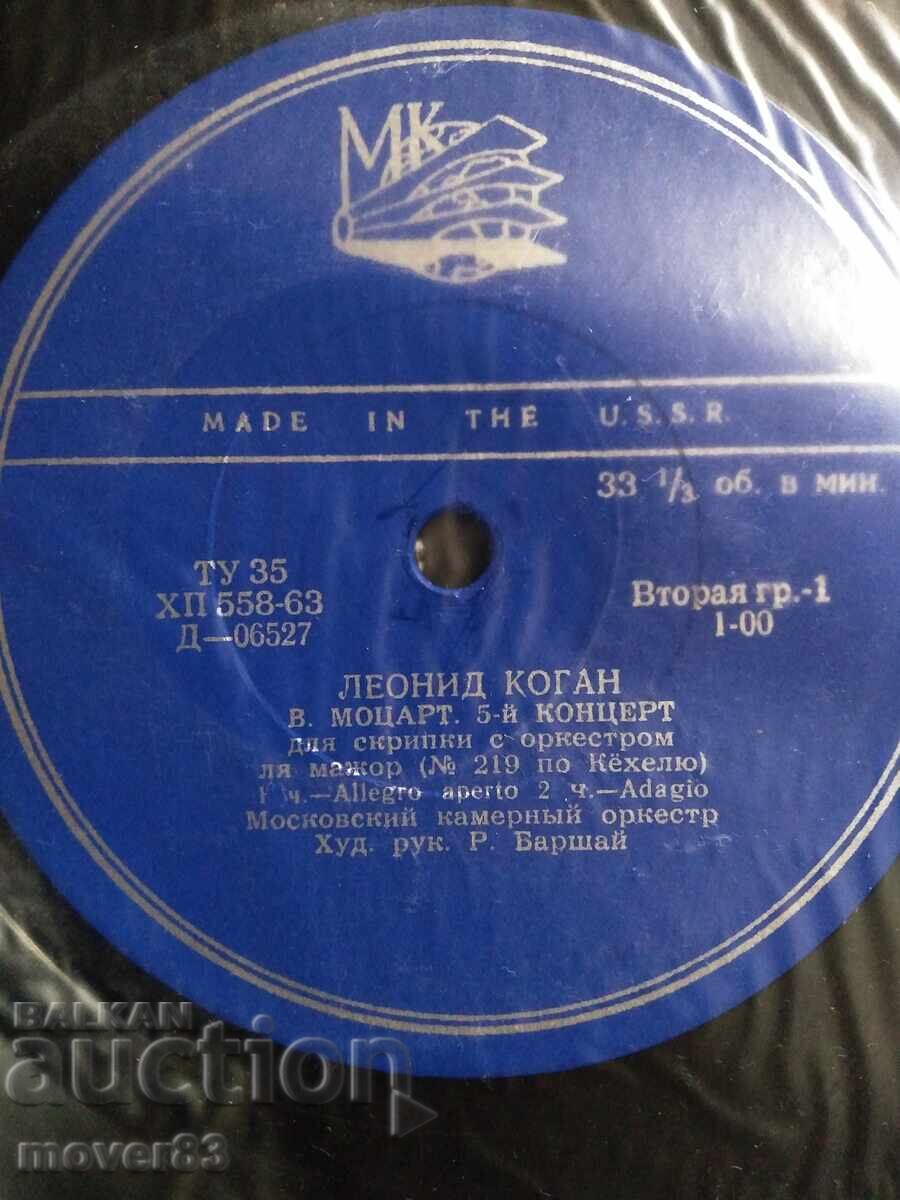 МК
MADE IN THE U.S.S.R.
33 1/3 об. в мин.
ТУ 35
ХП 558-63
Д—06527
Вторая гр.-1
1-00
ЛЕОНИД КОГАН
В. МОЦАРТ. 5-й КОНЦЕРТ
для скрипки с оркестром
ля мажор (№ 219 по Кёхелю)
1 ч.—Allegro aperto 2 ч.—Adagio
Московский камерный оркестр
Худ. рук. Р. Баршай
BALKAN
auction
mover83